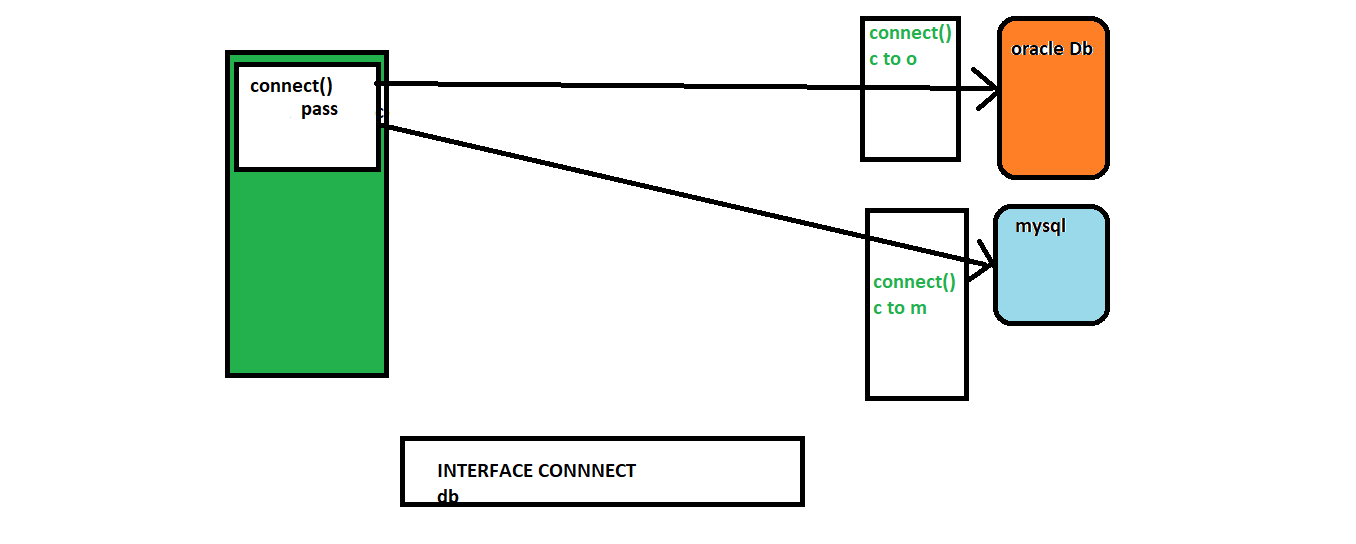 connect()
pass
c
connect()
c to o
oracle Db
mysql
connect()
c to m
INTERFACE CONNNECT
db